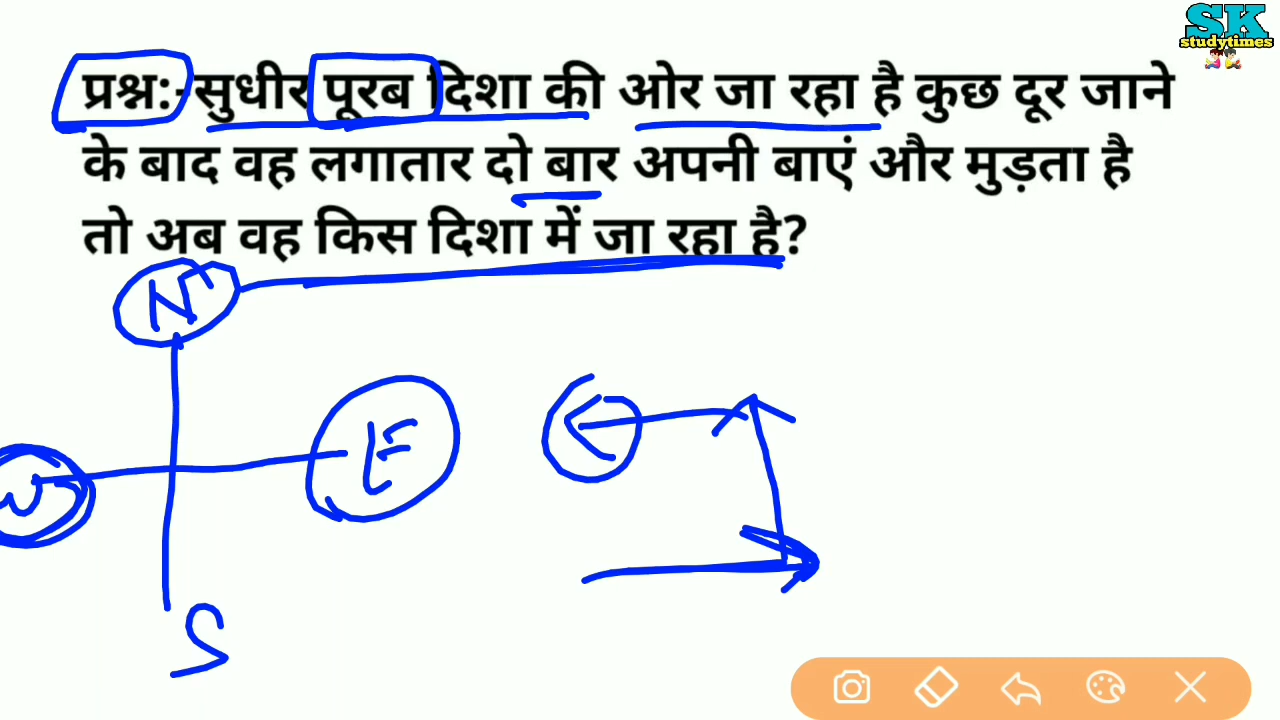 SK
studytimes
प्रश्न:- सुधीर पूरब दिशा की ओर जा रहा है कुछ दूर जाने
के बाद वह लगातार दो बार अपनी बाएं और मुड़ता है
तो अब वह किस दिशा में जा रहा है?
N
E
W
S